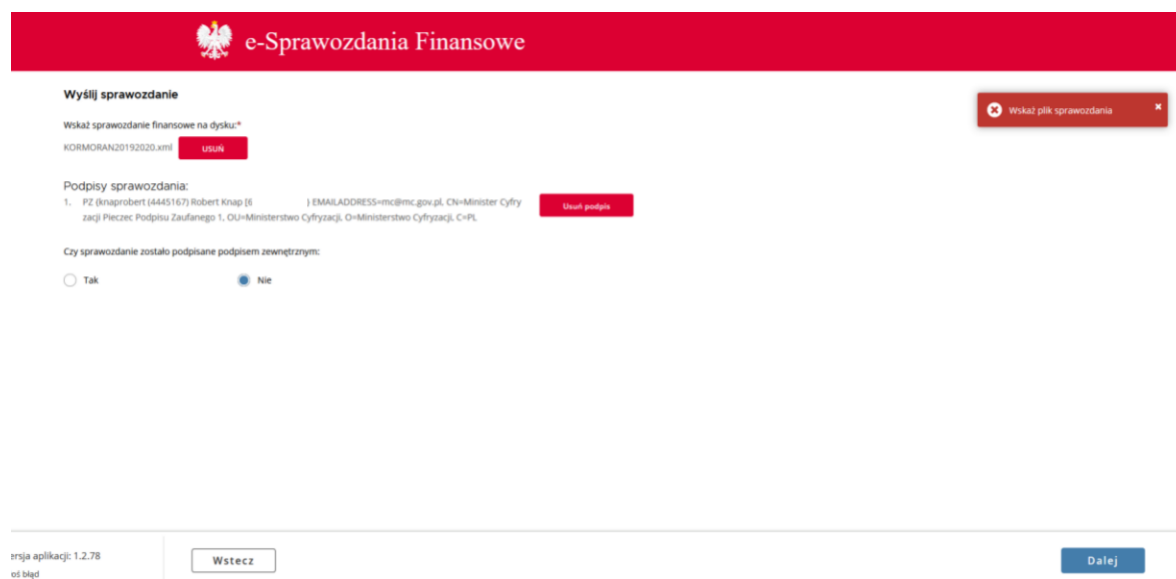 e-Sprawozdania Finansowe
Wyślij sprawozdanie
Wskaż plik sprawozdania
Wskaż sprawozdanie finansowe na dysku:*
KORMORAN20192020.xml USUŃ
Podpisy sprawozdania:
1. PZ (knaprobert (4445167) Robert Knap [6 } EMAILADDRESS=mc@mc.gov.pl, CN=Minister Cyfry
zacji Pieczec Podpisu Zaufanego 1, OU=Ministerstwo Cyfryzacji, O=Ministerstwo Cyfryzacji, C=PL
Usuń podpis
Czy sprawozdanie zostało podpisane podpisem zewnętrznym:
Tak Nie
ersja aplikacji: 1.2.78
oś błąd
Wstecz
Dalej